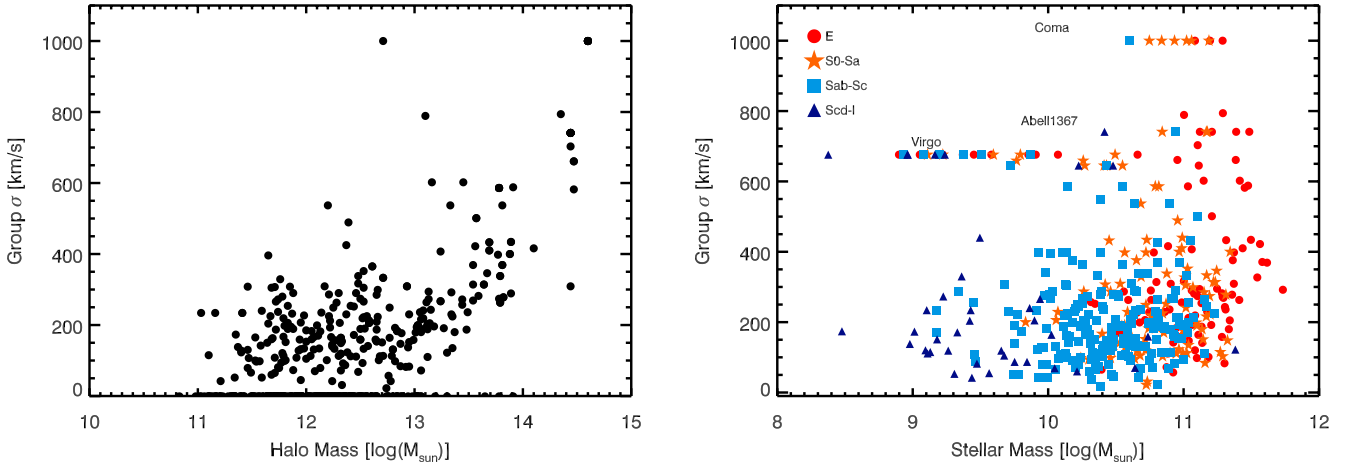 1000
800
600
400
200
0
Group σ [km/s]
10 11 12 13 14 15
Halo Mass [log(Msun)]
1000
800
600
400
200
0
Group σ [km/s]
E
S0-Sa
Sab-Sc
Scd-I
Coma
Abell1367
Virgo
8 9 10 11 12
Stellar Mass [log(Msun)]